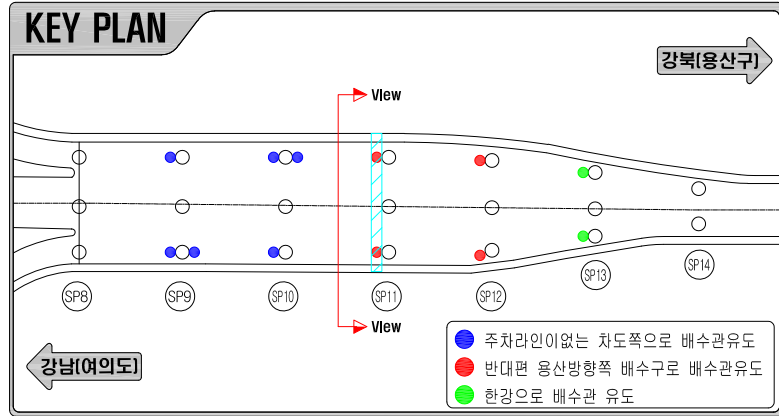 KEY PLAN
강북(용산구)
View
SP8
SP9
SP10
SP11
SP12
SP13
SP14
View
강남(여의도)
주차라인이없는 차도쪽으로 배수관유도
반대편 용산방향쪽 배수구로 배수관유도
한강으로 배수관 유도